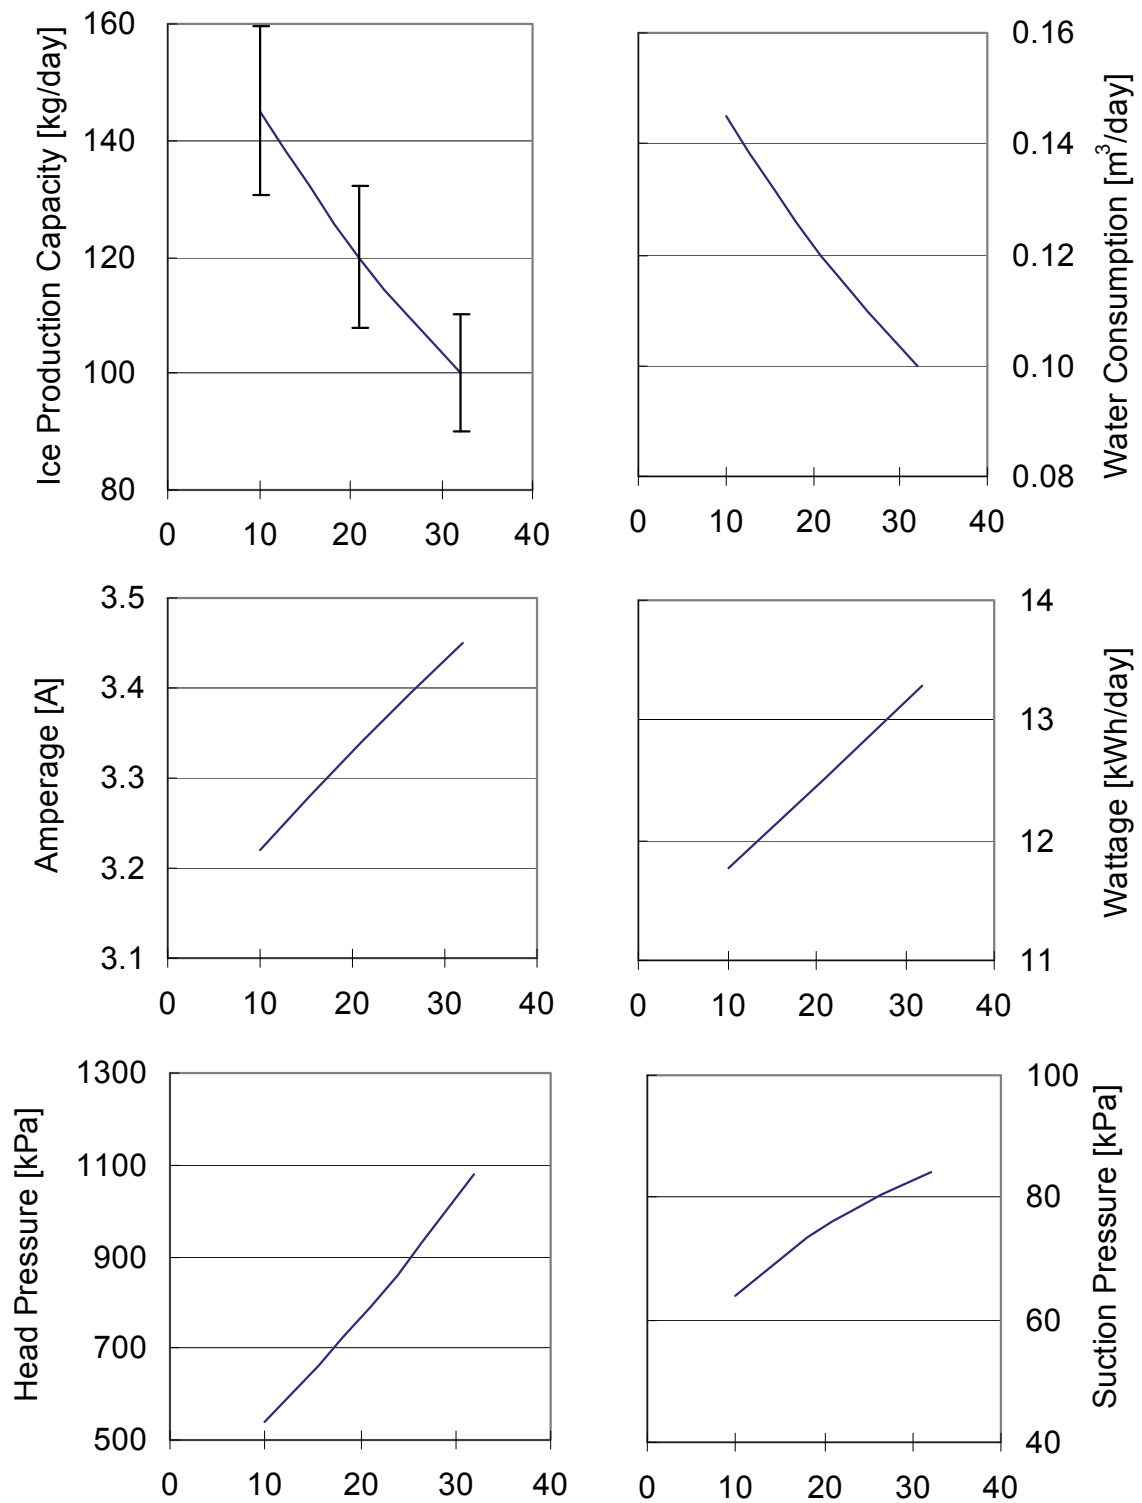 Ice Production Capacity [kg/day]
160
140
120
100
80
0 10 20 30 40
Water Consumption [m³/day]
0.16
0.14
0.12
0.10
0.08
0 10 20 30 40
Amperage [A]
3.5
3.4
3.3
3.2
3.1
0 10 20 30 40
Wattage [kWh/day]
14
13
12
11
0 10 20 30 40
Head Pressure [kPa]
1300
1100
900
700
500
0 10 20 30 40
Suction Pressure [kPa]
100
80
60
40
0 10 20 30 40